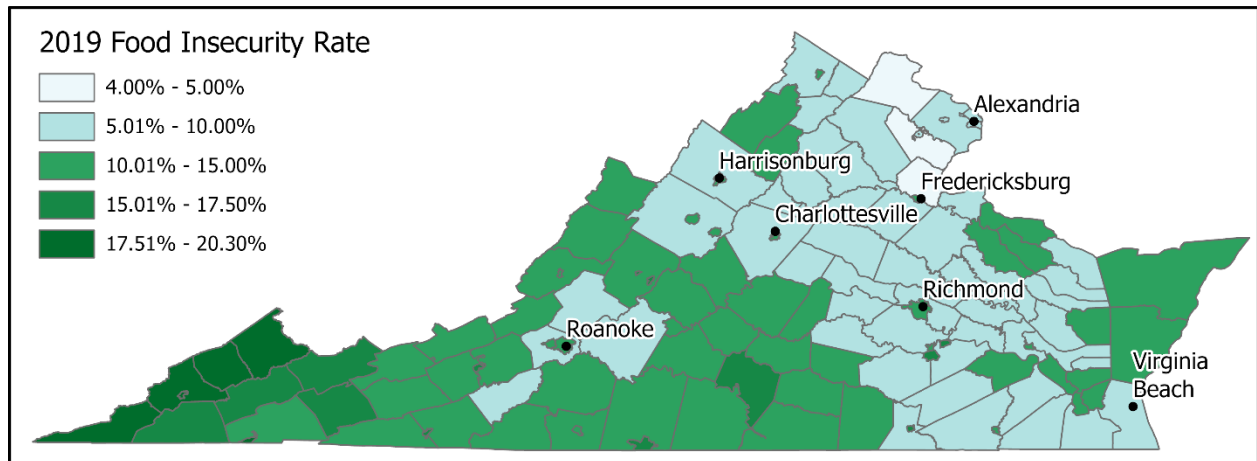 2019 Food Insecurity Rate
4.00% - 5.00%
5.01% - 10.00%
10.01% - 15.00%
15.01% - 17.50%
17.51% - 20.30%
Alexandria
Harrisonburg
Fredericksburg
Charlottesville
Richmond
Roanoke
Virginia
Beach